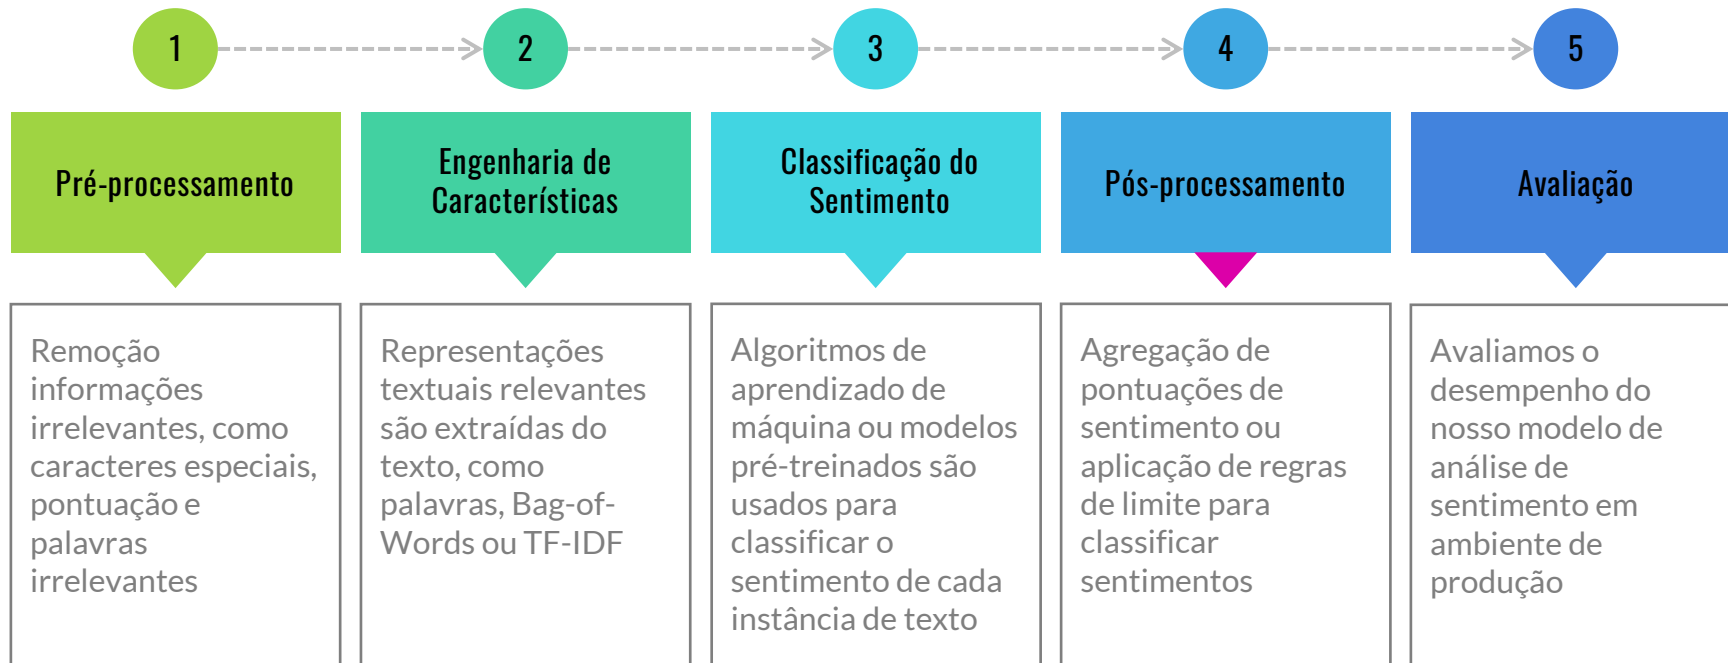 1
2
3
4
5
Pré-processamento
Engenharia de
Características
Classificação do
Sentimento
Pós-processamento
Avaliação
Remoção
informações
irrelevantes, como
caracteres especiais,
pontuação e
palavras
irrelevantes
Representações
textuais relevantes
são extraídas do
texto, como
palavras, Bag-of-
Words ou TF-IDF
Algoritmos de
aprendizado de
máquina ou modelos
pré-treinados são
usados para
classificar o
sentimento de cada
instância de texto
Agregação de
pontuações de
sentimento ou
aplicação de regras
de limite para
classificar
sentimentos
Avaliamos o
desempenho do
nosso modelo de
análise de
sentimento em
ambiente de
produção